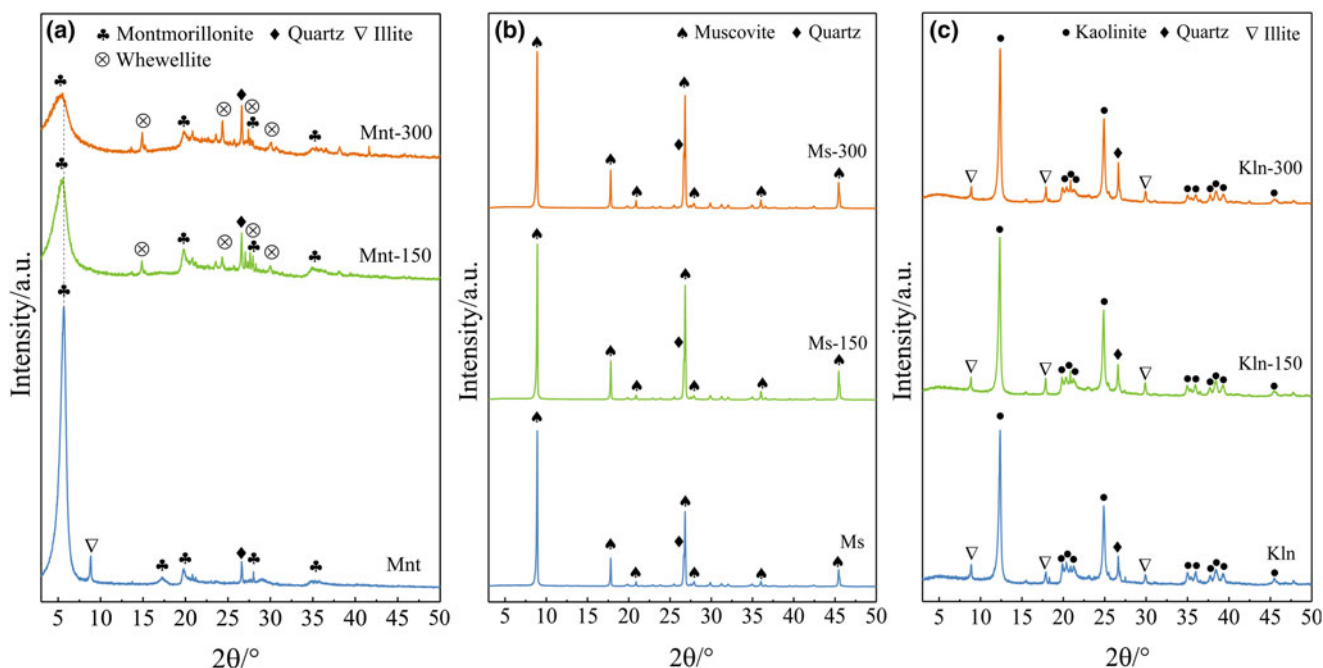 (a) ♣ Montmorillonite ♦ Quartz ▽ Illite
⊗ Whewellite
Mnt-300
Mnt-150
Mnt
Intensity/a.u.
5 10 15 20 25 30 35 40 45 50
2θ/°
(b) ♠ Muscovite ♦ Quartz
Ms-300
Ms-150
Ms
Intensity/a.u.
5 10 15 20 25 30 35 40 45 50
2θ/°
(c) • Kaolinite ♦ Quartz ▽ Illite
Kln-300
Kln-150
Kln
Intensity/a.u.
5 10 15 20 25 30 35 40 45 50
2θ/°